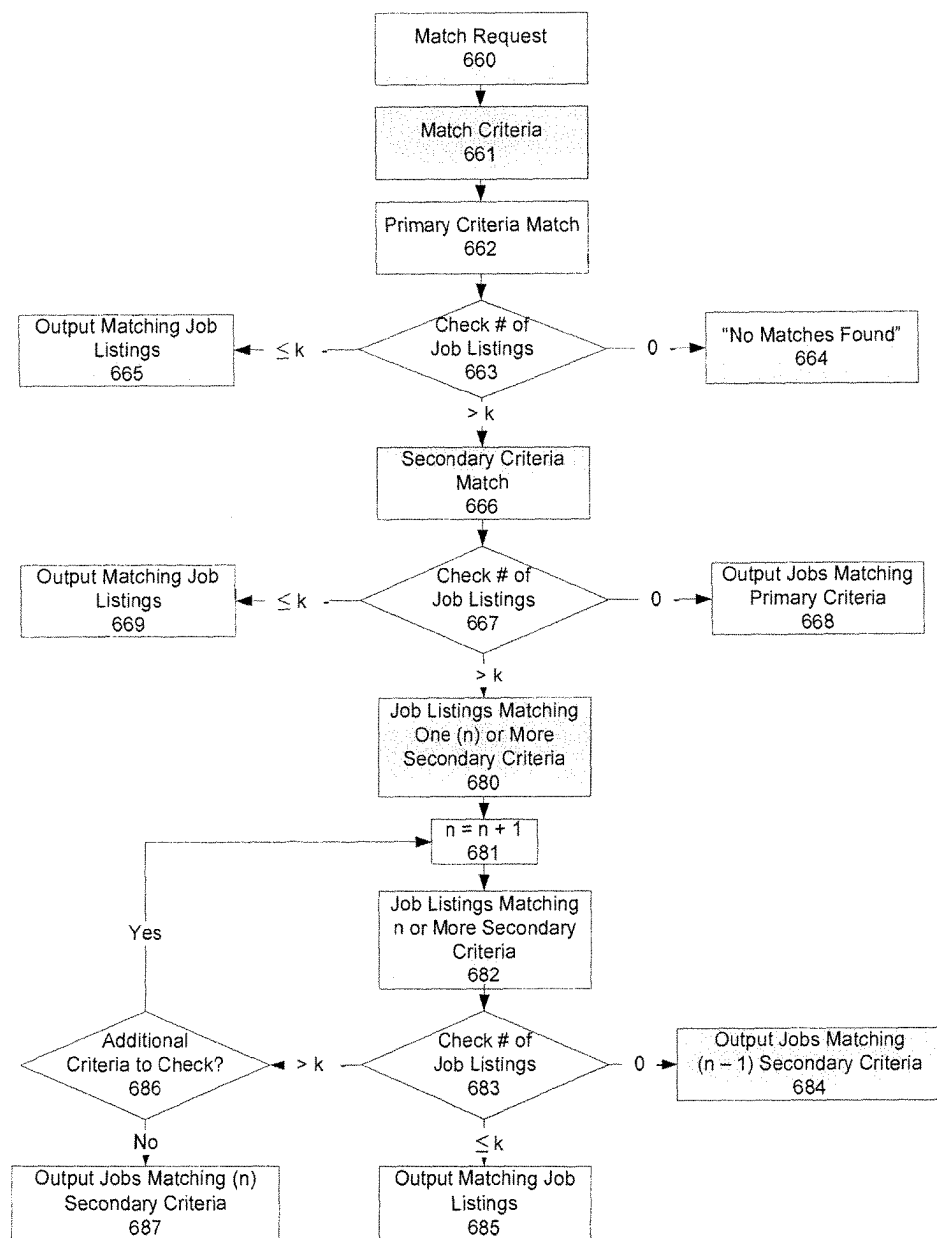 Match Request
660
Match Criteria
661
Primary Criteria Match
662
Check # of
Job Listings
663
Output Matching Job
Listings
665
≤ k
0
"No Matches Found"
664
> k
Secondary Criteria
Match
666
Check # of
Job Listings
667
Output Matching Job
Listings
669
≤ k
0
Output Jobs Matching
Primary Criteria
668
> k
Job Listings Matching
One (n) or More
Secondary Criteria
680
n = n + 1
681
Job Listings Matching
n or More Secondary
Criteria
682
Yes
Additional
Criteria to Check?
686
> k
Check # of
Job Listings
683
0
Output Jobs Matching
(n – 1) Secondary Criteria
684
No
≤ k
Output Jobs Matching (n)
Secondary Criteria
687
Output Matching Job
Listings
685